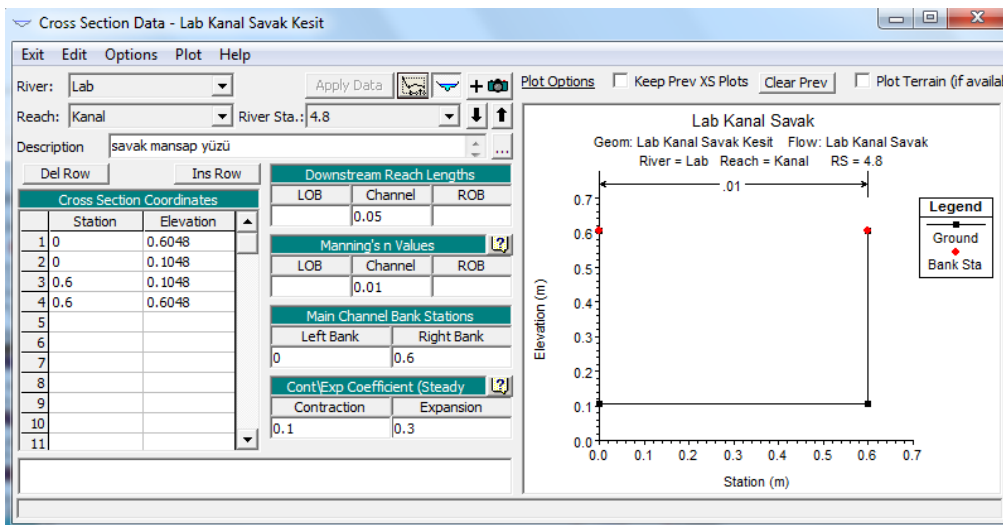 Cross Section Data - Lab Kanal Savak Kesit
Exit Edit Options Plot Help
River: Lab Apply Data Plot Options Keep Prev XS Plots Clear Prev Plot Terrain (if availal
Reach: Kanal River Sta.: 4.8
Description savak mansap yüzü ...
Del Row Ins Row
Cross Section Coordinates
Station Elevation
1 0 0.6048
2 0 0.1048
3 0.6 0.1048
4 0.6 0.6048
5
6
7
8
9
10
11
Downstream Reach Lengths
LOB Channel ROB
0.05
Manning's n Values
LOB Channel ROB
0.01
Main Channel Bank Stations
Left Bank Right Bank
0 0.6
Cont\Exp Coefficient (Steady
Contraction Expansion
0.1 0.3
Lab Kanal Savak
Geom: Lab Kanal Savak Kesit Flow: Lab Kanal Savak
River = Lab Reach = Kanal RS = 4.8
.01
0.7
0.6
0.5
0.4
0.3
0.2
0.1
0.0
Elevation (m)
0.0 0.1 0.2 0.3 0.4 0.5 0.6 0.7
Station (m)
Legend
Ground
Bank Sta